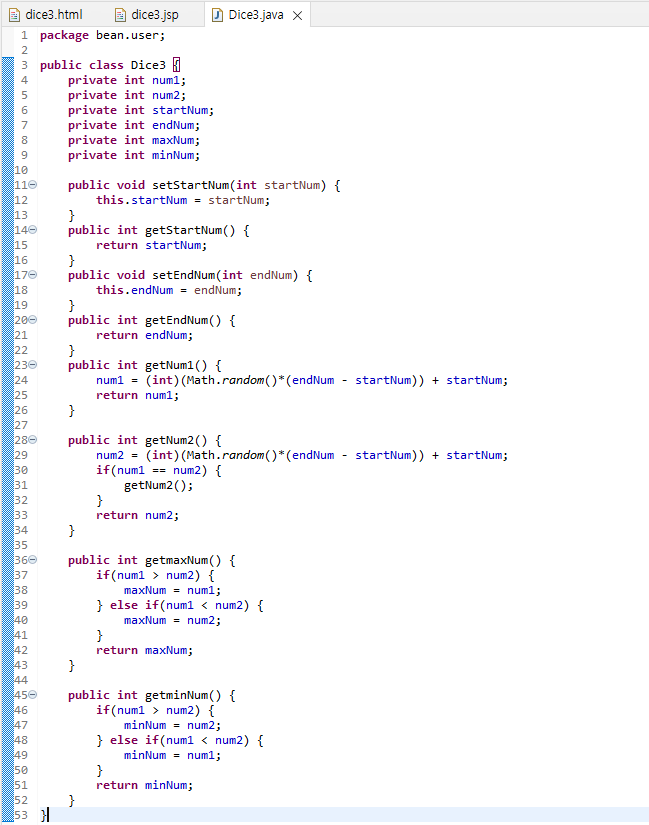 dice3.html dice3.jsp Dice3.java
1 package bean.user;
2
3 public class Dice3 {
4 private int num1;
5 private int num2;
6 private int startNum;
7 private int endNum;
8 private int maxNum;
9 private int minNum;
10
11 public void setStartNum(int startNum) {
12 this.startNum = startNum;
13 }
14 public int getStartNum() {
15 return startNum;
16 }
17 public void setEndNum(int endNum) {
18 this.endNum = endNum;
19 }
20 public int getEndNum() {
21 return endNum;
22 }
23 public int getNum1() {
24 num1 = (int)(Math.random()*(endNum - startNum)) + startNum;
25 return num1;
26 }
27
28 public int getNum2() {
29 num2 = (int)(Math.random()*(endNum - startNum)) + startNum;
30 if(num1 == num2) {
31 getNum2();
32 }
33 return num2;
34 }
35
36 public int getmaxNum() {
37 if(num1 > num2) {
38 maxNum = num1;
39 } else if(num1 < num2) {
40 maxNum = num2;
41 }
42 return maxNum;
43 }
44
45 public int getminNum() {
46 if(num1 > num2) {
47 minNum = num2;
48 } else if(num1 < num2) {
49 minNum = num1;
50 }
51 return minNum;
52 }
53 }